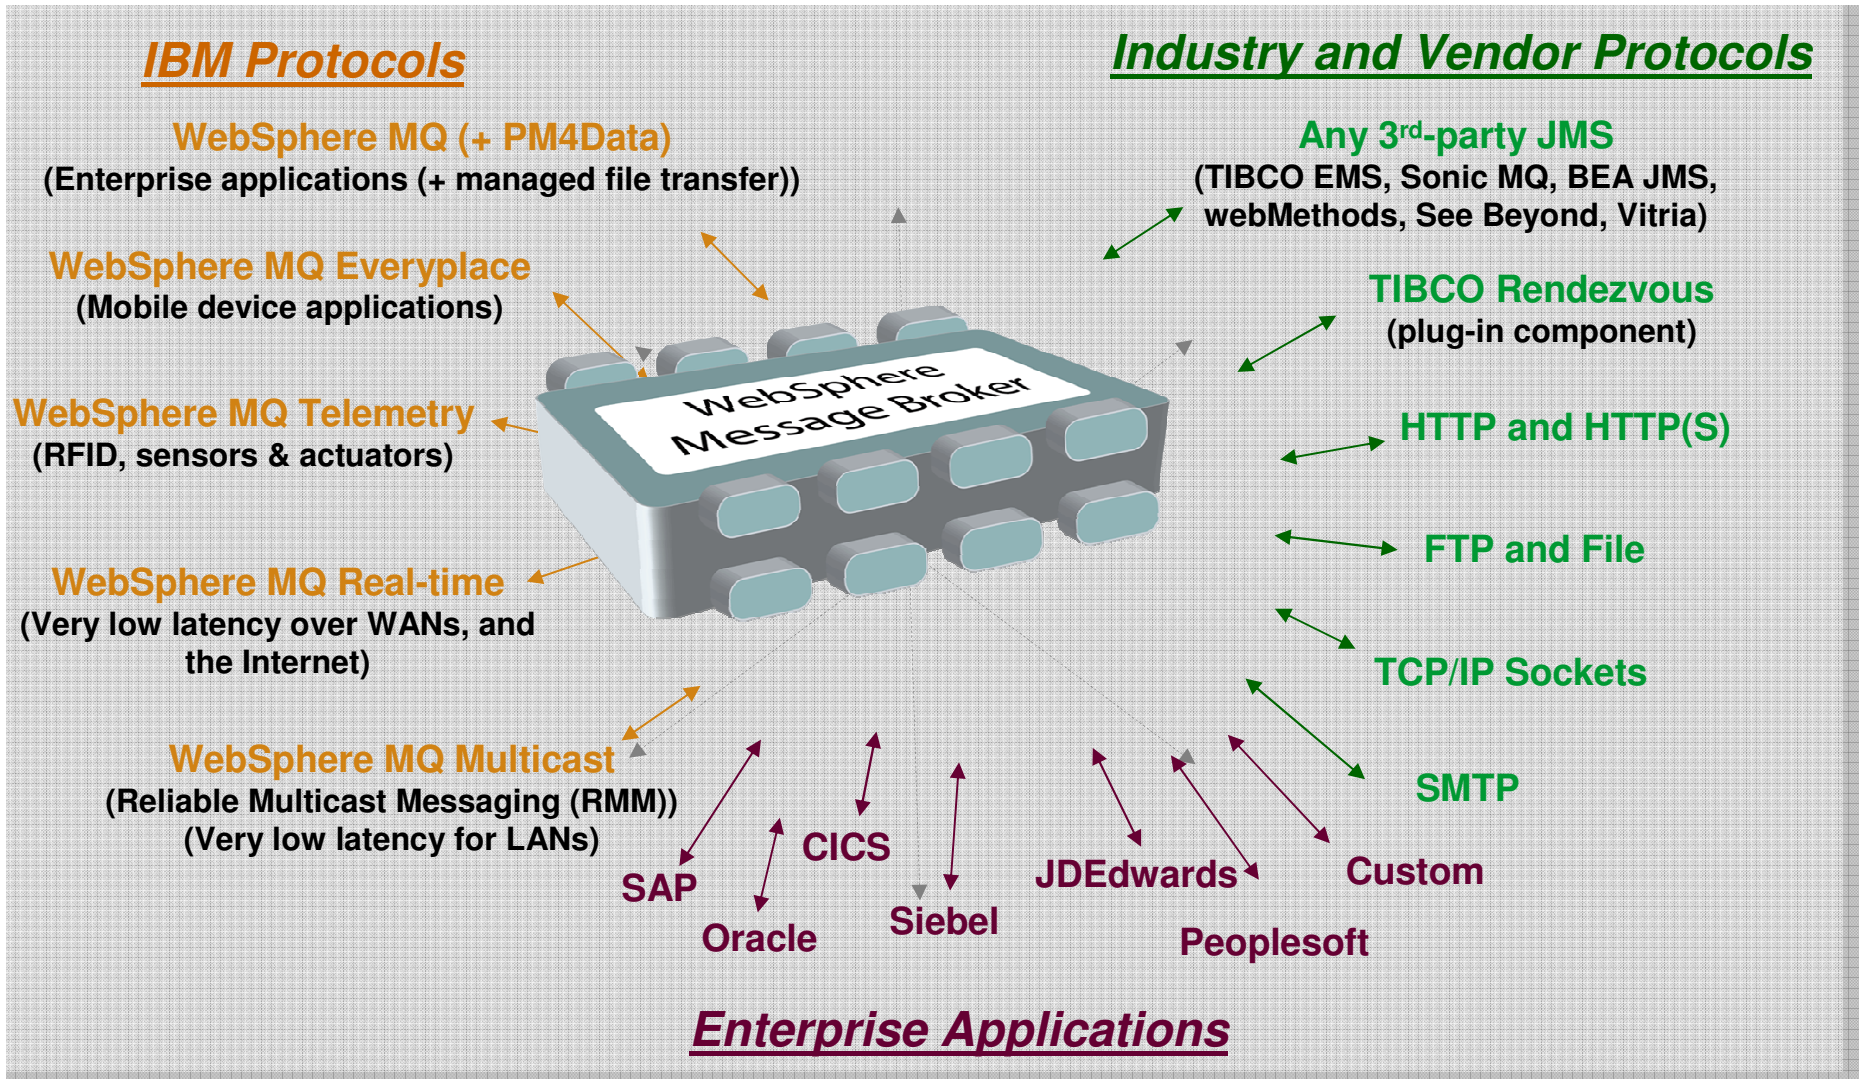 IBM Protocols
WebSphere MQ (+ PM4Data)
(Enterprise applications (+ managed file transfer))
WebSphere MQ Everyplace
(Mobile device applications)
WebSphere MQ Telemetry
(RFID, sensors & actuators)
WebSphere MQ Real-time
(Very low latency over WANs, and
the Internet)
WebSphere MQ Multicast
(Reliable Multicast Messaging (RMM))
(Very low latency for LANs)
WebSphere
Message Broker
Industry and Vendor Protocols
Any 3rd-party JMS
(TIBCO EMS, Sonic MQ, BEA JMS,
webMethods, See Beyond, Vitria)
TIBCO Rendezvous
(plug-in component)
HTTP and HTTP(S)
FTP and File
TCP/IP Sockets
SMTP
SAP
Oracle
CICS
Siebel
JDEdwards
Peoplesoft
Custom
Enterprise Applications